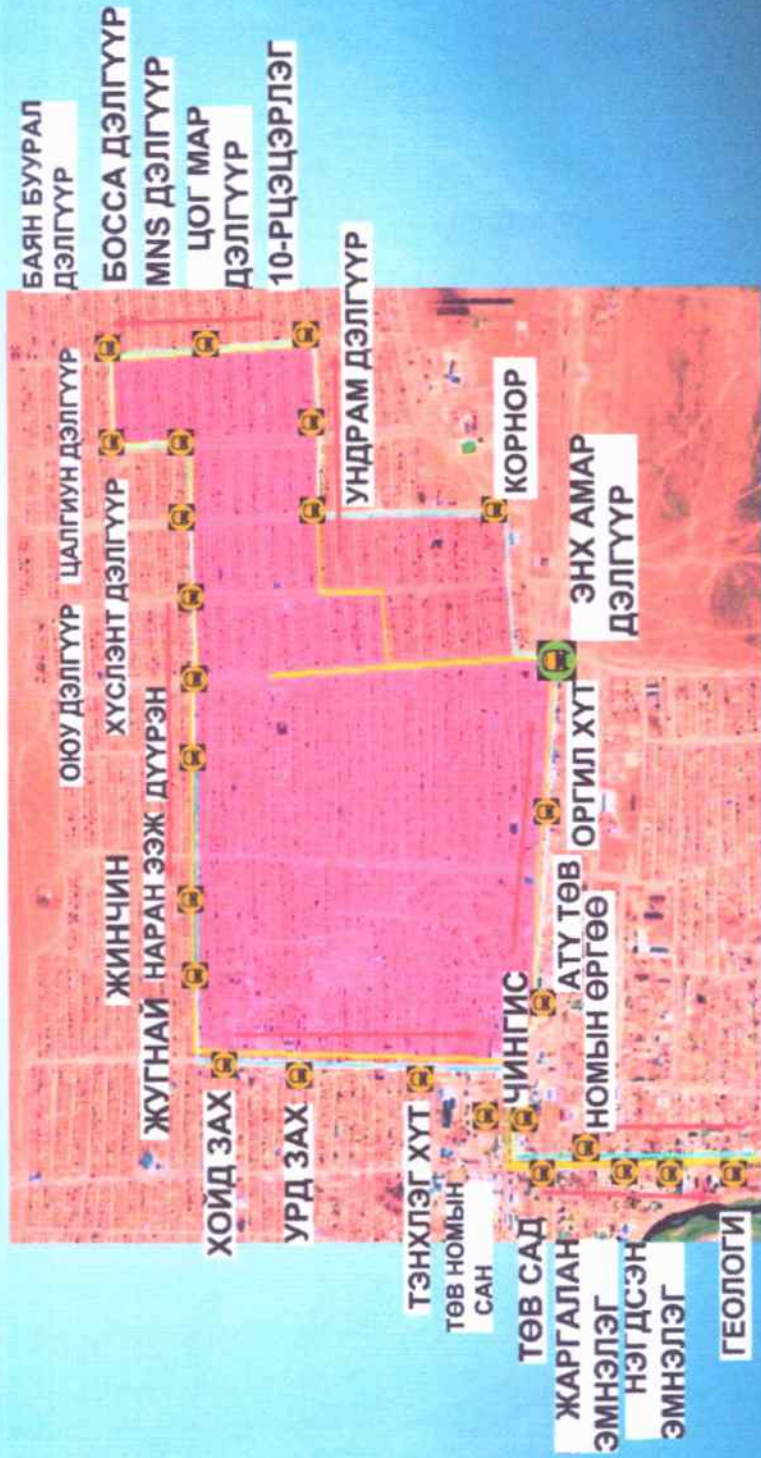 БАЯН БУУРАЛ
ДЭЛГҮҮР
БОССА ДЭЛГҮҮР
MNS ДЭЛГҮҮР
ЦОГ МАР
ДЭЛГҮҮР
10-РЦЭЦЭРЛЭГ
ЦАЛГИУН ДЭЛГҮҮР
ОЮУ ДЭЛГҮҮР
ХҮСЛЭНТ ДЭЛГҮҮР
ЖИНЧИН
НАРАН ЭЭЖ ДҮҮРЭН
ЖУГНАЙ
УНДРАМ ДЭЛГҮҮР
КОРНОР
ЭНХ АМАР
ДЭЛГҮҮР
ОРГИЛ ХҮТ
АТҮ ТӨВ
ЧИНГИС
НОМЫН ӨРГӨӨ
ХОЙД ЗАХ
УРД ЗАХ
ТЭНХЛЭГ ХҮТ
ТӨВ НОМЫН
САН
ТӨВ САД
ЖАРГАЛАН
ЭМНЭЛЭГ
НЭГДСЭН
ЭМНЭЛЭГ
ГЕОЛОГИ